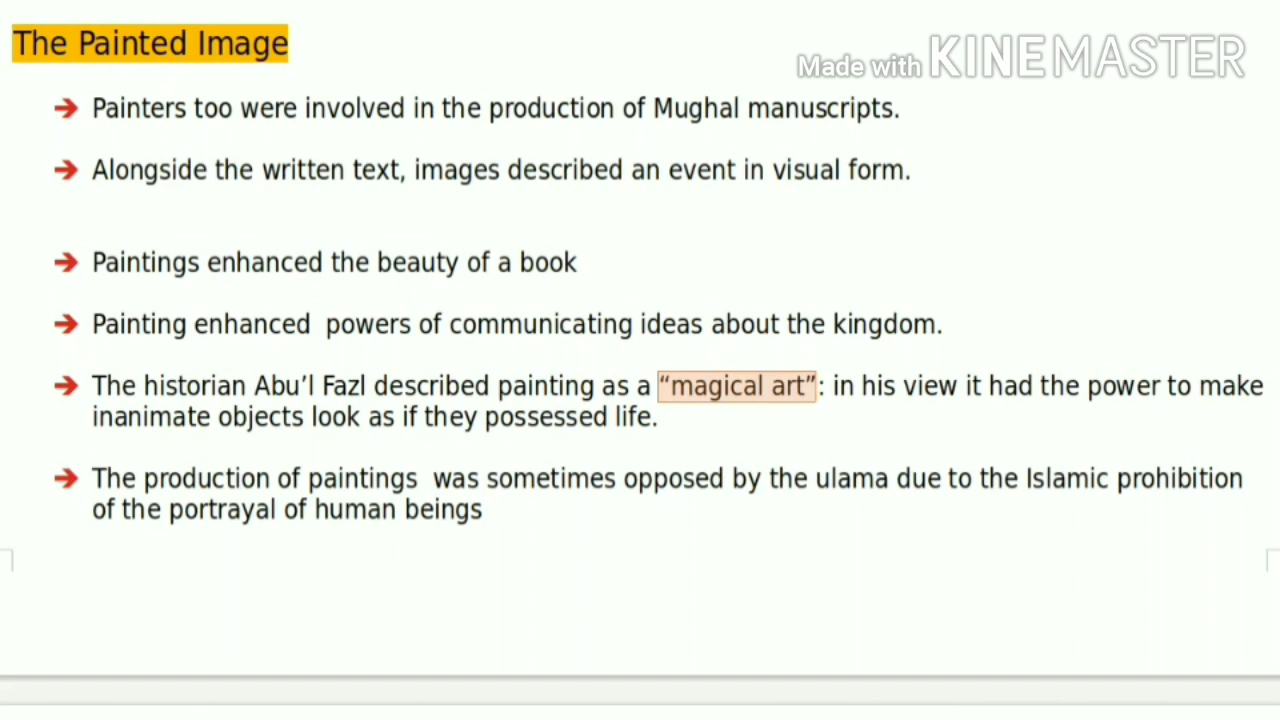 The Painted Image
Made with KINEMASTER
➔ Painters too were involved in the production of Mughal manuscripts.
➔ Alongside the written text, images described an event in visual form.
➔ Paintings enhanced the beauty of a book
➔ Painting enhanced  powers of communicating ideas about the kingdom.
➔ The historian Abu’l Fazl described painting as a “magical art”: in his view it had the power to make
inanimate objects look as if they possessed life.
➔ The production of paintings  was sometimes opposed by the ulama due to the Islamic prohibition
of the portrayal of human beings